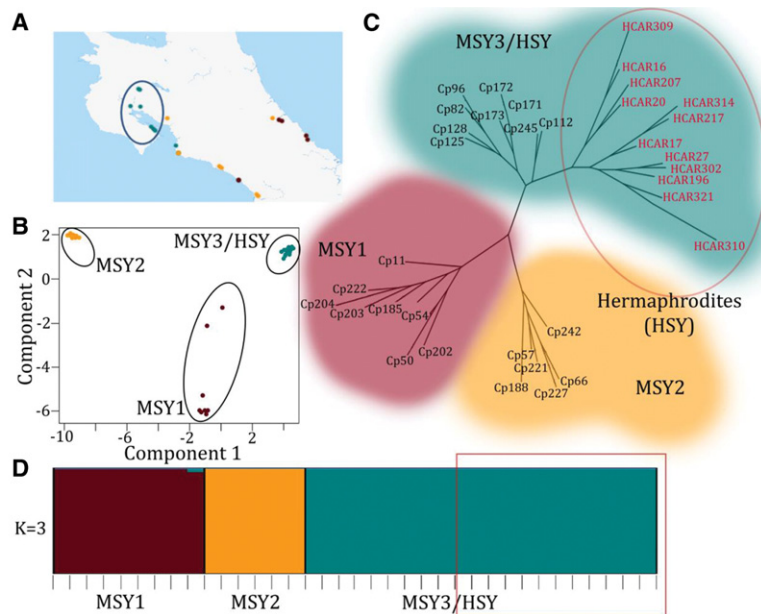 A
B
2
0
-2
-4
-6
Component 2
MSY2
MSY3/HSY
MSY1
-10
-6
-2
2
Component 1
C
MSY3/HSY
Cp96
Cp172
Cp82
Cp171
Cp173
Cp128
Cp245
Cp112
Cp125
HCAR309
HCAR16
HCAR207
HCAR20
HCAR314
HCAR217
HCAR17
HCAR27
HCAR302
HCAR196
HCAR321
HCAR310
MSY1
Cp11
Cp222
Cp204
Cp203
Cp185
Cp54
Cp50
Cp202
Hermaphrodites
(HSY)
Cp242
Cp57
Cp221
Cp66
Cp188
Cp227
MSY2
D
K=3
MSY1
MSY2
MSY3/HSY